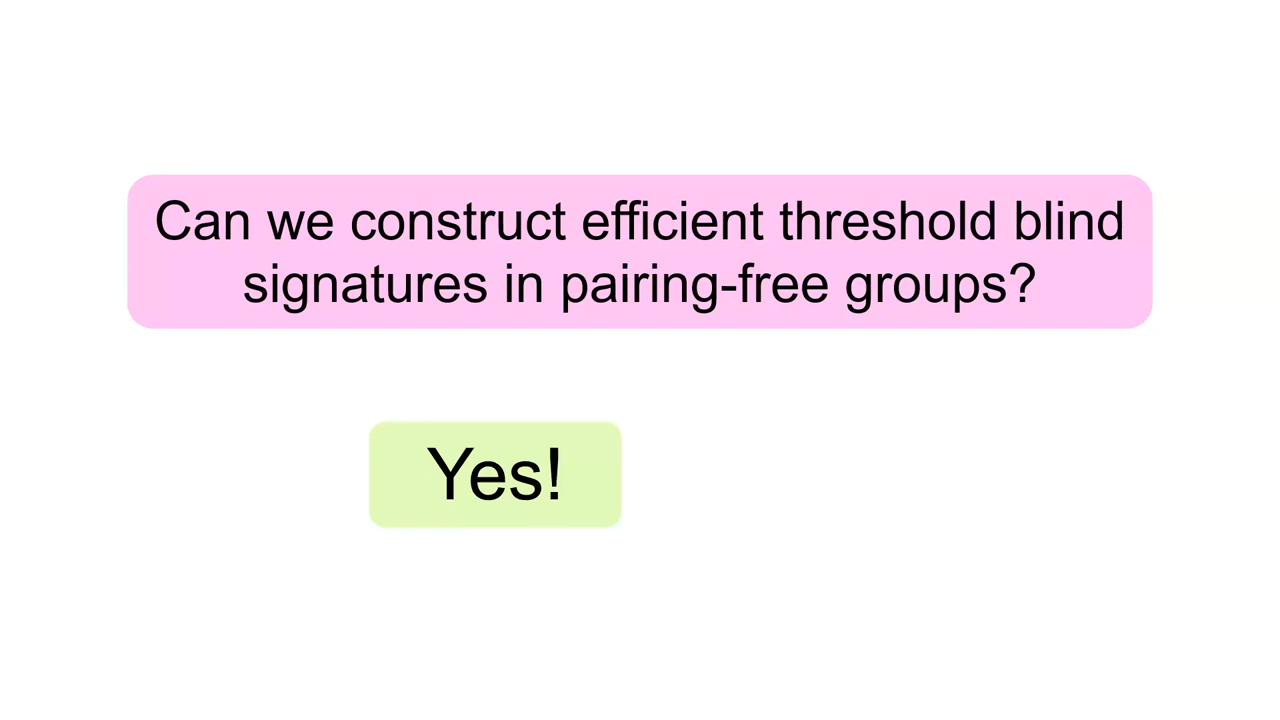 Can we construct efficient threshold blind
signatures in pairing-free groups?
Yes!